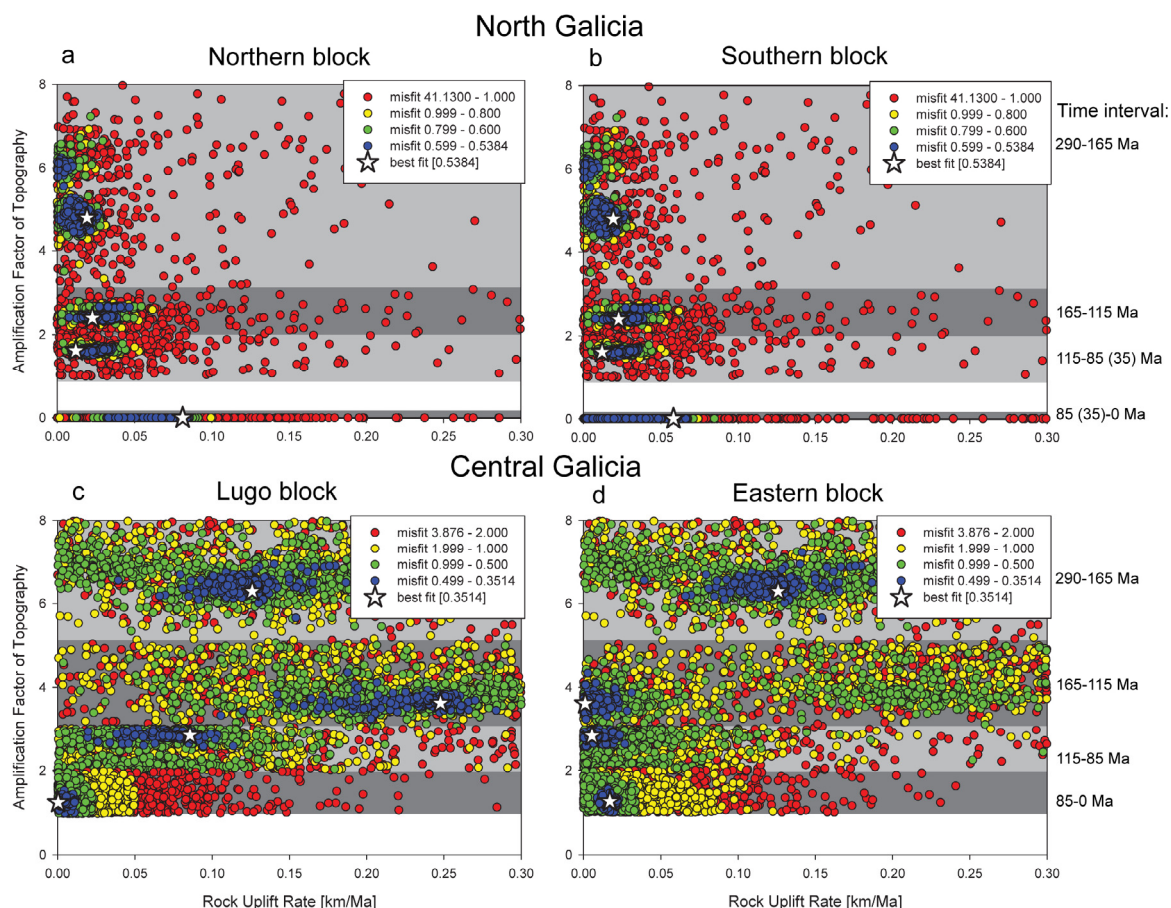 North Galicia
a
Northern block
b
Southern block
misfit 41.1300 - 1.000
misfit 0.999 - 0.800
misfit 0.799 - 0.600
misfit 0.599 - 0.5384
best fit [0.5384]
misfit 41.1300 - 1.000
misfit 0.999 - 0.800
misfit 0.799 - 0.600
misfit 0.599 - 0.5384
best fit [0.5384]
Time interval:
290-165 Ma
165-115 Ma
115-85 (35) Ma
85 (35)-0 Ma
Amplification Factor of Topography
8
6
4
2
0
0.00 0.05 0.10 0.15 0.20 0.25 0.30
8
6
4
2
0
0.00 0.05 0.10 0.15 0.20 0.25 0.30
Central Galicia
c
Lugo block
d
Eastern block
misfit 3.876 - 2.000
misfit 1.999 - 1.000
misfit 0.999 - 0.500
misfit 0.499 - 0.3514
best fit [0.3514]
misfit 3.876 - 2.000
misfit 1.999 - 1.000
misfit 0.999 - 0.500
misfit 0.499 - 0.3514
best fit [0.3514]
290-165 Ma
165-115 Ma
115-85 Ma
85-0 Ma
Amplification Factor of Topography
8
6
4
2
0
0.00 0.05 0.10 0.15 0.20 0.25 0.30
Rock Uplift Rate [km/Ma]
8
6
4
2
0
0.00 0.05 0.10 0.15 0.20 0.25 0.30
Rock Uplift Rate [km/Ma]